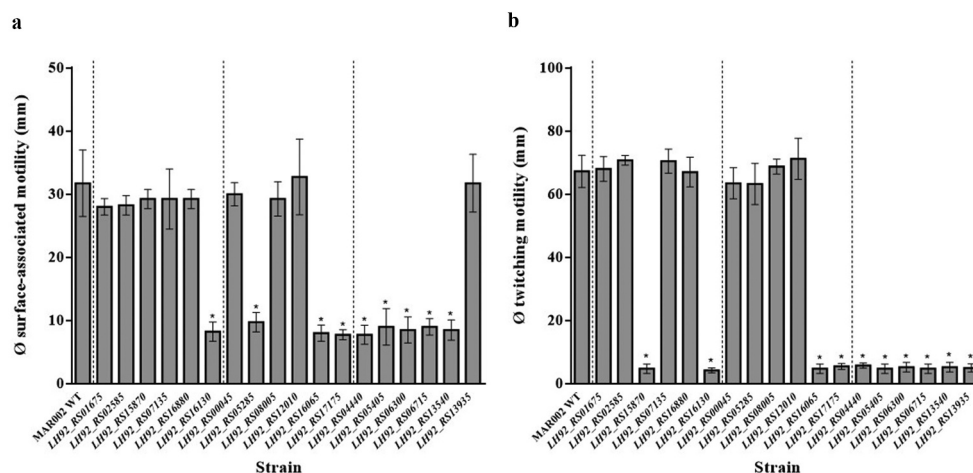 a
Ø surface-associated motility (mm)
50
40
30
20
10
0
* * * * * * * * *
MAR002 WT
LH92_RS01675
LH92_RS02585
LH92_RS15870
LH92_RS07135
LH92_RS16880
LH92_RS16130
LH92_RS00045
LH92_RS05285
LH92_RS08005
LH92_RS12010
LH92_RS16065
LH92_RS17175
LH92_RS04440
LH92_RS05405
LH92_RS06300
LH92_RS06715
LH92_RS13540
LH92_RS13935
Strain
b
Ø twitching motility (mm)
100
80
60
40
20
0
* * * * * * * * * *
MAR002 WT
LH92_RS01675
LH92_RS02585
LH92_RS15870
LH92_RS07135
LH92_RS16880
LH92_RS16130
LH92_RS00045
LH92_RS05285
LH92_RS08005
LH92_RS12010
LH92_RS16065
LH92_RS17175
LH92_RS04440
LH92_RS05405
LH92_RS06300
LH92_RS06715
LH92_RS13540
LH92_RS13935
Strain